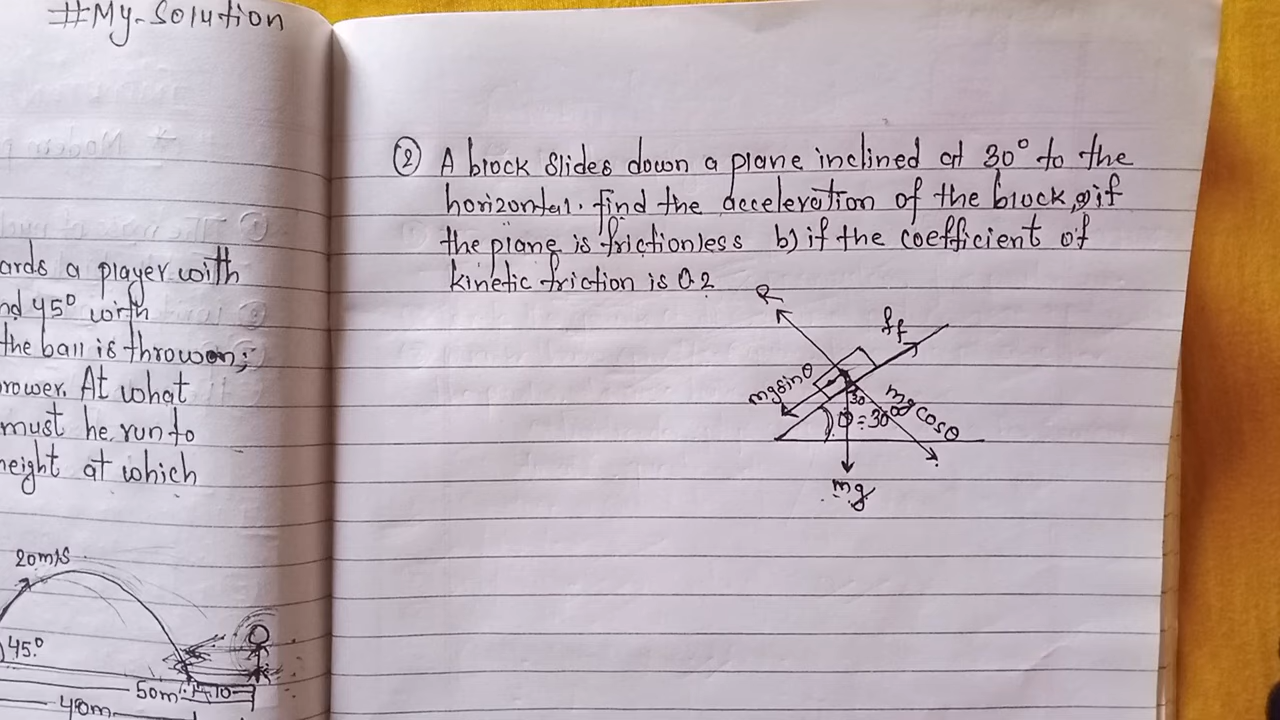 #My-Solution
ards a player with
nd 45° with
the ball is thrown;
rower. At what
must he run to
height at which
20m/s
45°
50m
40m
② A block slides down a plane inclined at 30° to the
horizontal. find the acceleration of the block, a) if
the plane is frictionless b) if the coefficient of
kinetic friction is 0.2
R
ff
mgsinθ
30
mgcosθ
θ=30°
mg